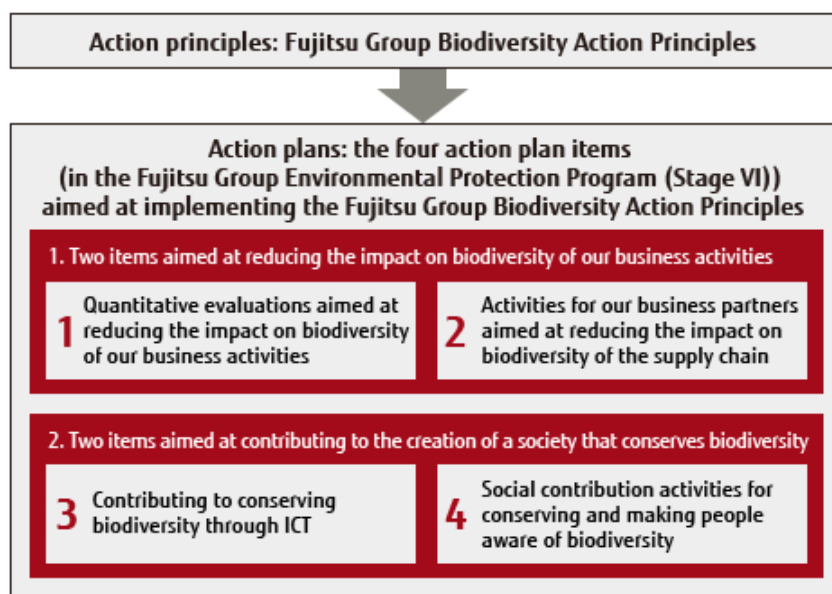 Action principles: Fujitsu Group Biodiversity Action Principles
Action plans: the four action plan items
(in the Fujitsu Group Environmental Protection Program (Stage VI))
aimed at implementing the Fujitsu Group Biodiversity Action Principles
1. Two items aimed at reducing the impact on biodiversity of our business activities
1
Quantitative evaluations aimed at
reducing the impact on biodiversity
of our business activities
2
Activities for our business partners
aimed at reducing the impact on
biodiversity of the supply chain
2. Two items aimed at contributing to the creation of a society that conserves biodiversity
3
Contributing to conserving
biodiversity through ICT
4
Social contribution activities for
conserving and making people
aware of biodiversity